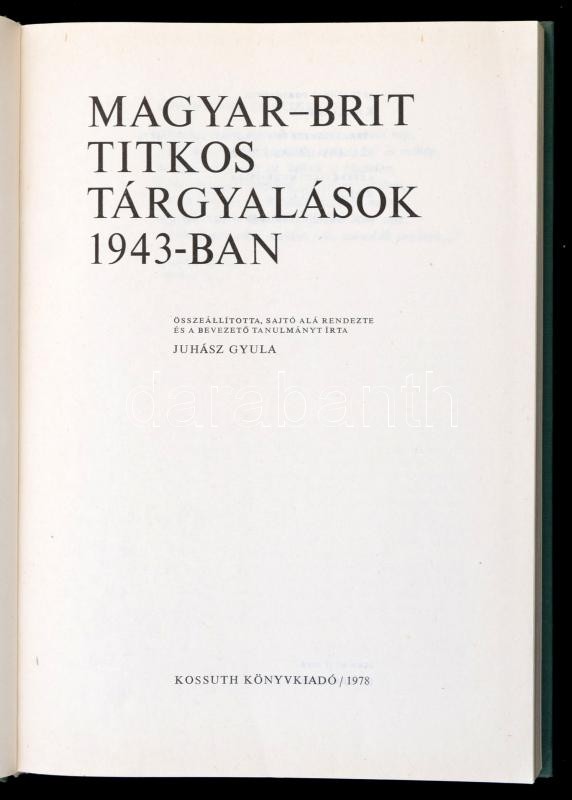 MAGYAR–BRIT
TITKOS
TÁRGYALÁSOK
1943-BAN
ÖSSZEÁLLÍTOTTA, SAJTÓ ALÁ RENDEZTE
ÉS A BEVEZETŐ TANULMÁNYT ÍRTA
JUHÁSZ GYULA
darabanth
KOSSUTH KÖNYVKIADÓ/1978